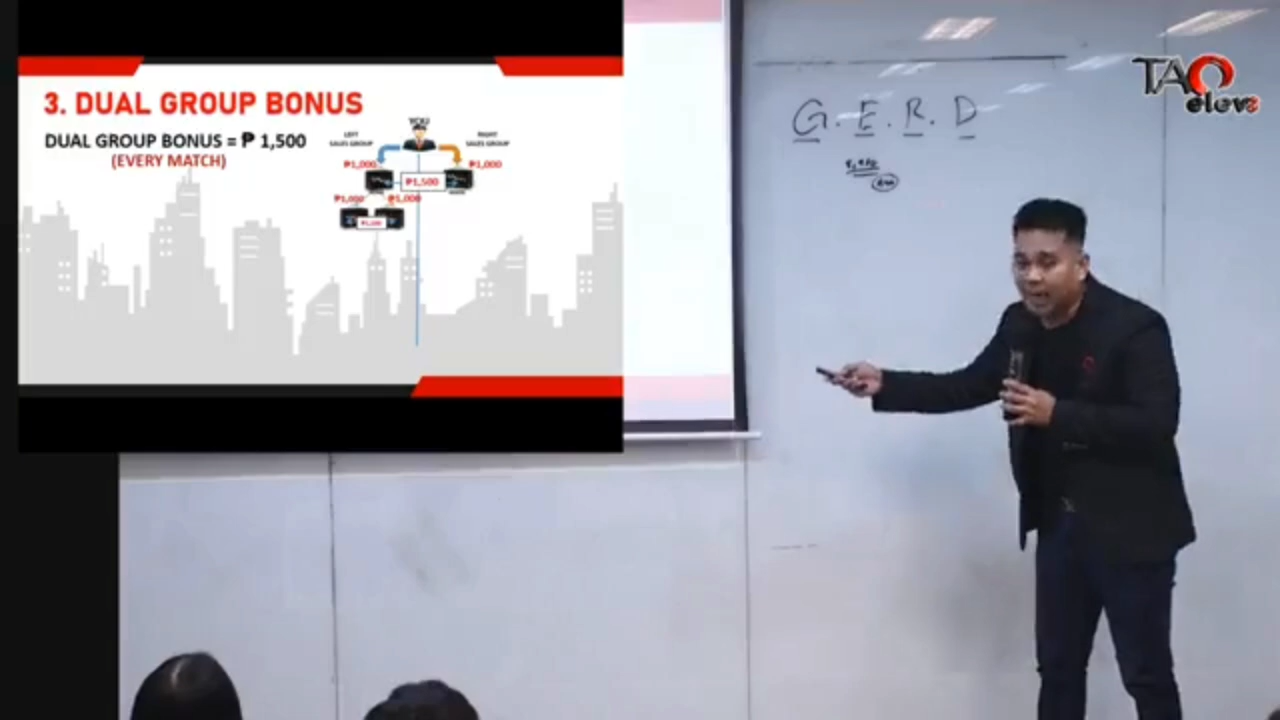 3. DUAL GROUP BONUS
DUAL GROUP BONUS = ₱ 1,500
(EVERY MATCH)
YOU
LEFT
SALES GROUP
RIGHT
SALES GROUP
₱1,000
₱1,000
₱1,500
₱1,000
₱1,000
G. E. R. D
TAO
eleve